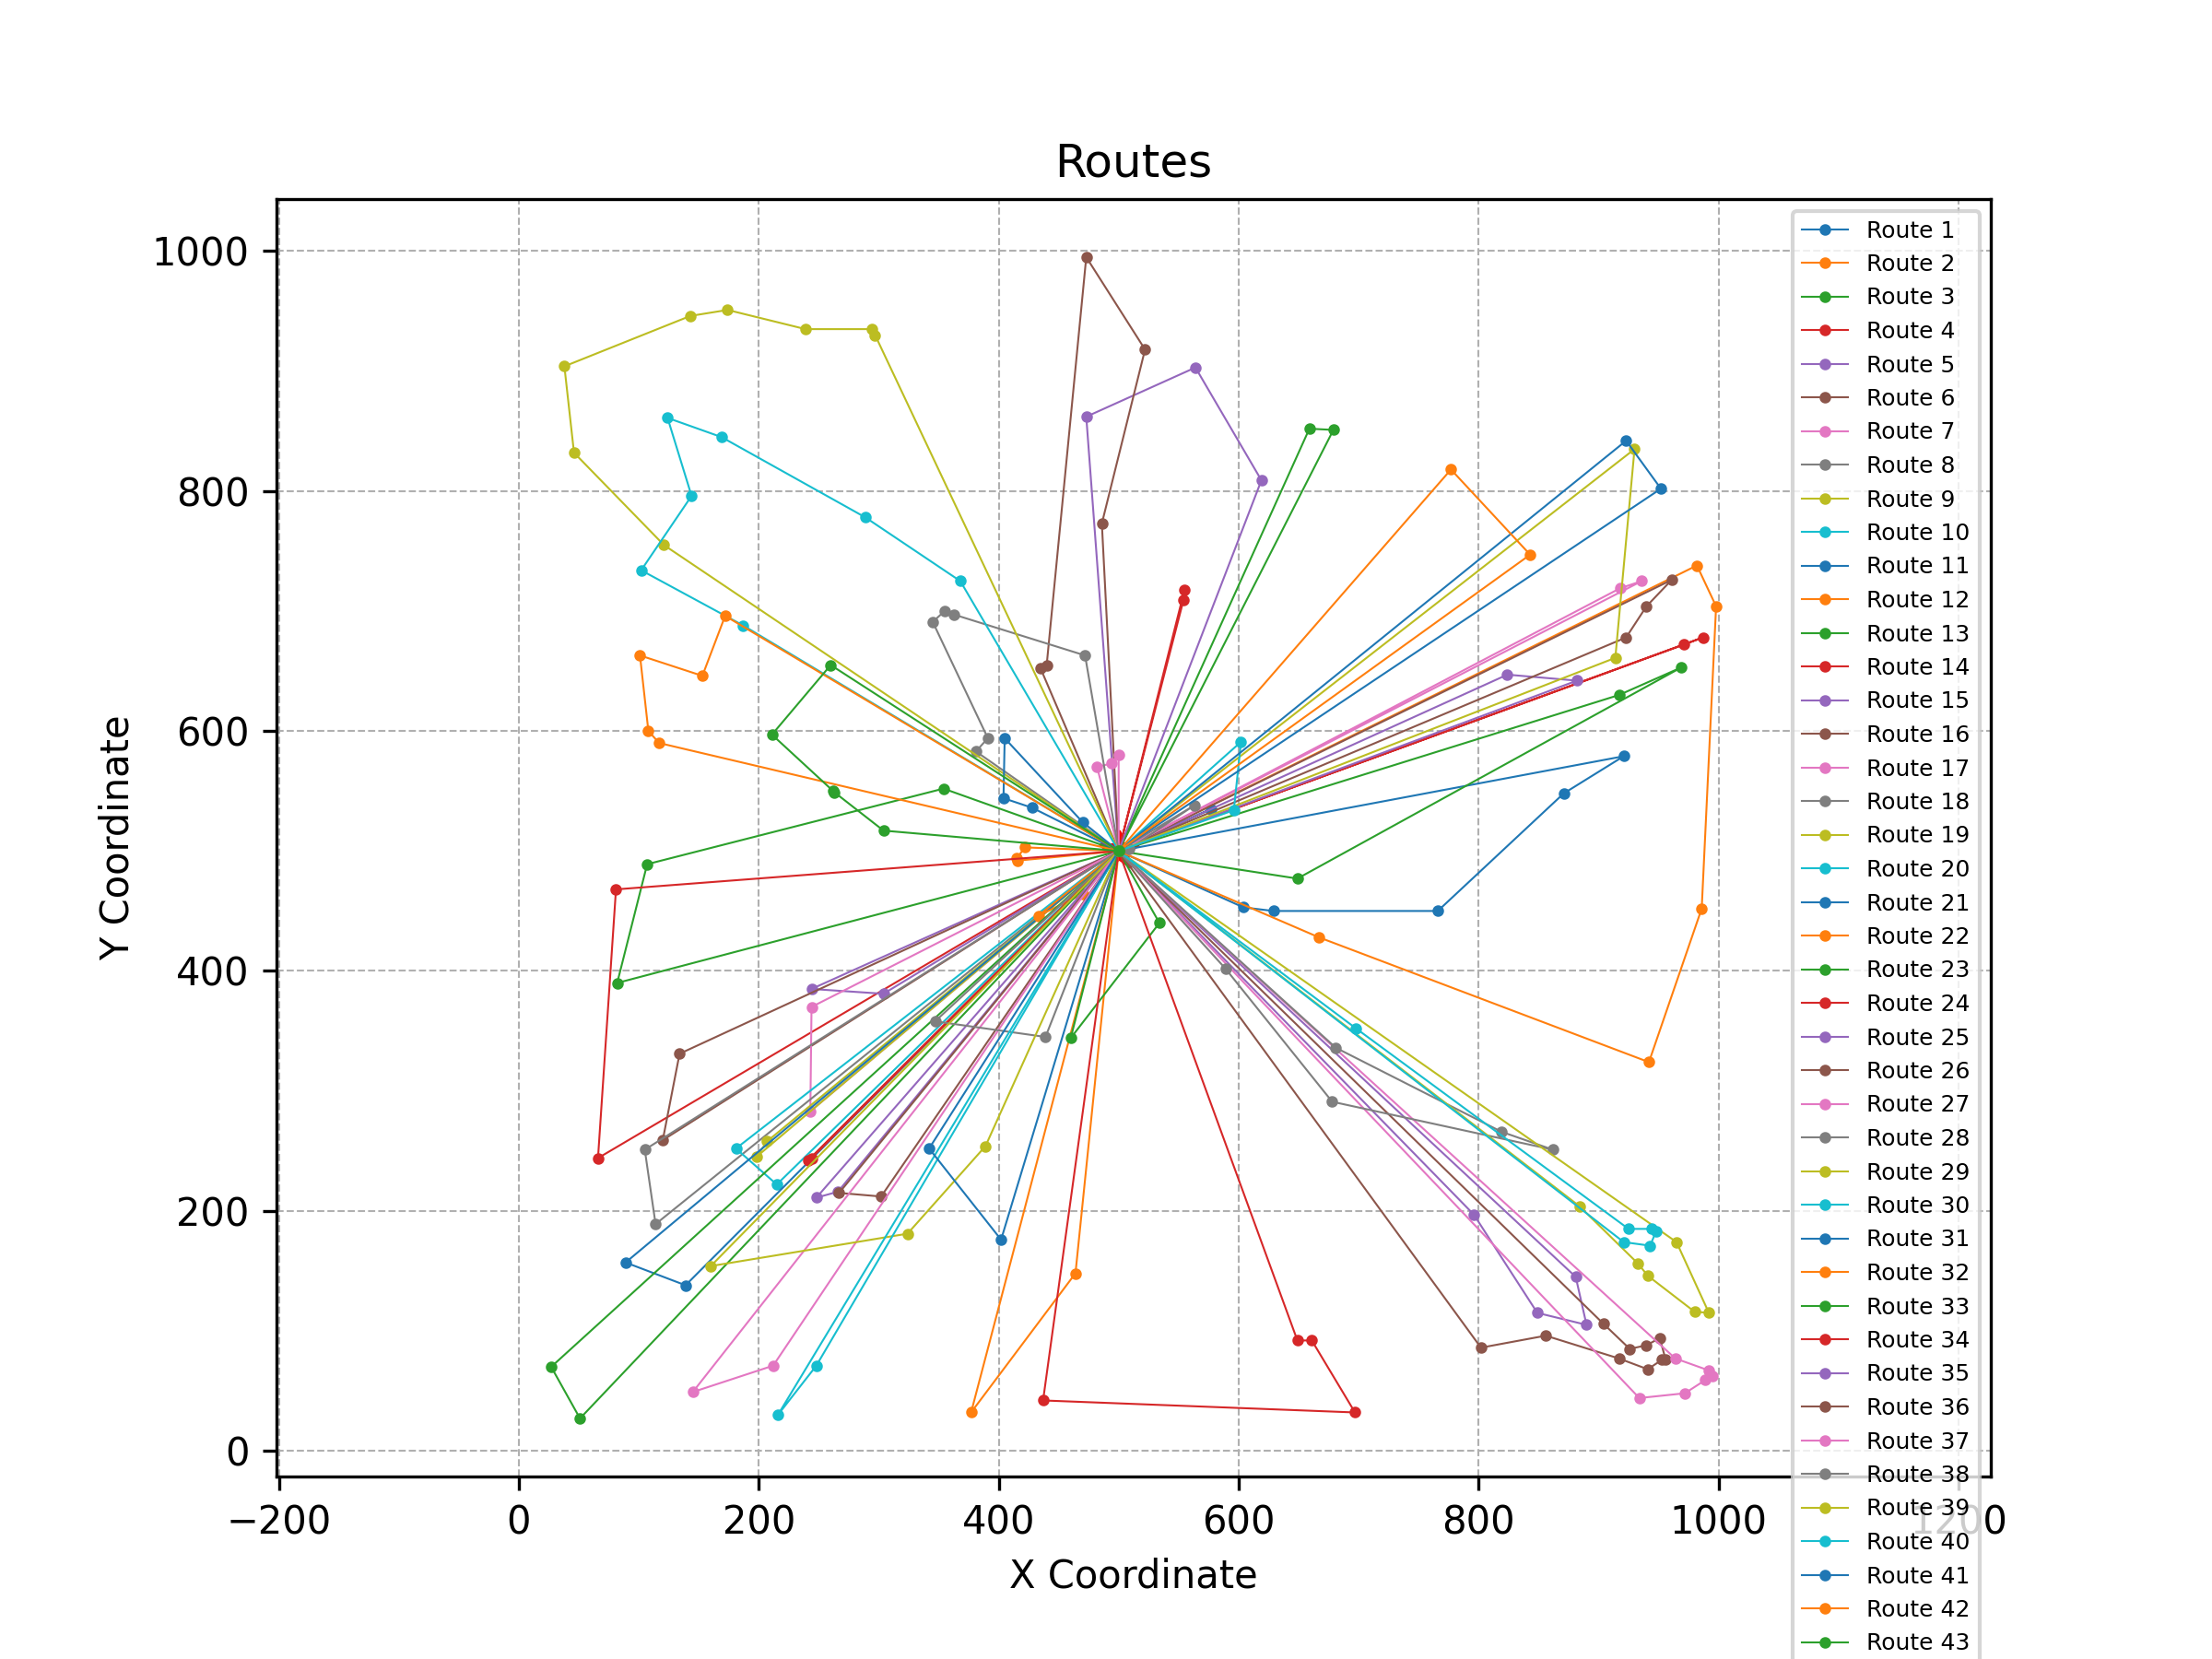 Routes
1000
800
600
400
200
0
Y Coordinate
−200
0
200
400
600
800
1000
1200
X Coordinate
Route 1
Route 2
Route 3
Route 4
Route 5
Route 6
Route 7
Route 8
Route 9
Route 10
Route 11
Route 12
Route 13
Route 14
Route 15
Route 16
Route 17
Route 18
Route 19
Route 20
Route 21
Route 22
Route 23
Route 24
Route 25
Route 26
Route 27
Route 28
Route 29
Route 30
Route 31
Route 32
Route 33
Route 34
Route 35
Route 36
Route 37
Route 38
Route 39
Route 40
Route 41
Route 42
Route 43